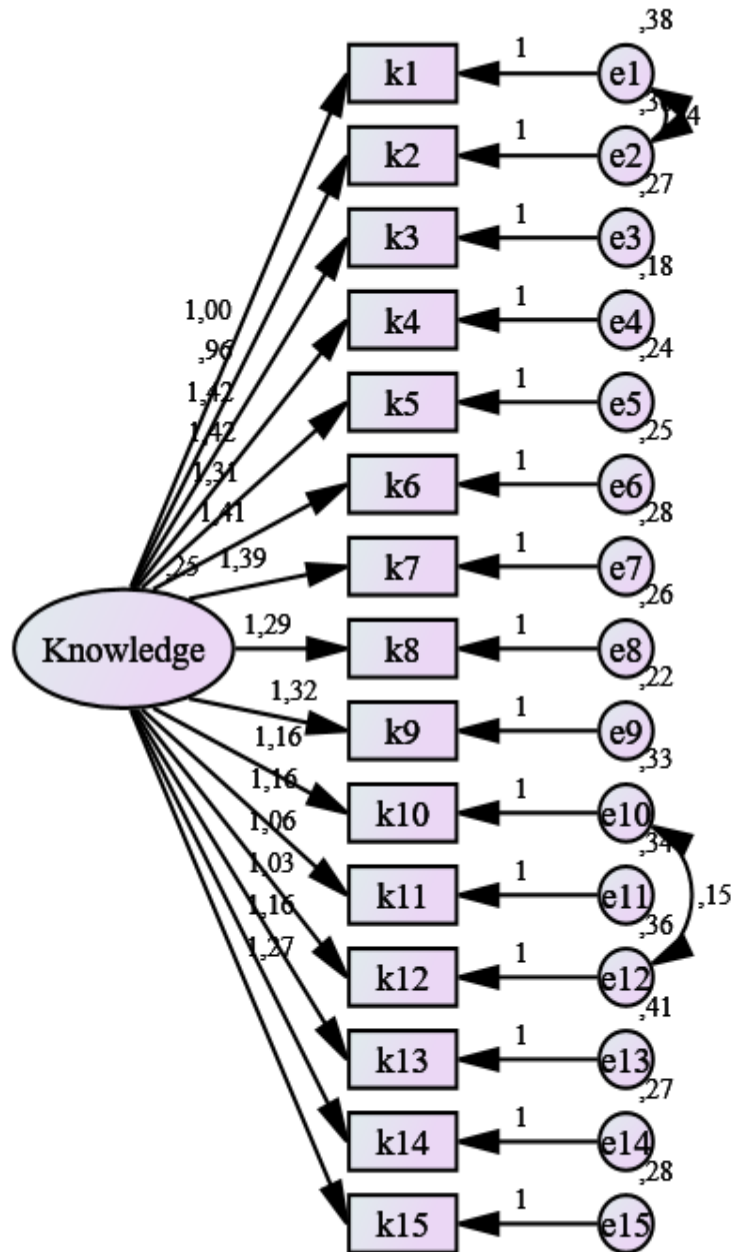 ,38
1
k1
e1
1
k2
e2
,27
1
k3
e3
,18
1,00
1
k4
e4
,96
,24
1,42
1
k5
e5
1,42
,25
1,31
1
k6
e6
1,41
,28
,25
1,39
1
k7
e7
,26
Knowledge
1,29
1
k8
e8
,22
1,32
1
k9
e9
1,16
,33
1,16
1
k10
e10
1,06
,34
1,03
1
k11
e11
,15
1,16
,36
1,27
1
k12
e12
,41
1
k13
e13
,27
1
k14
e14
,28
1
k15
e15